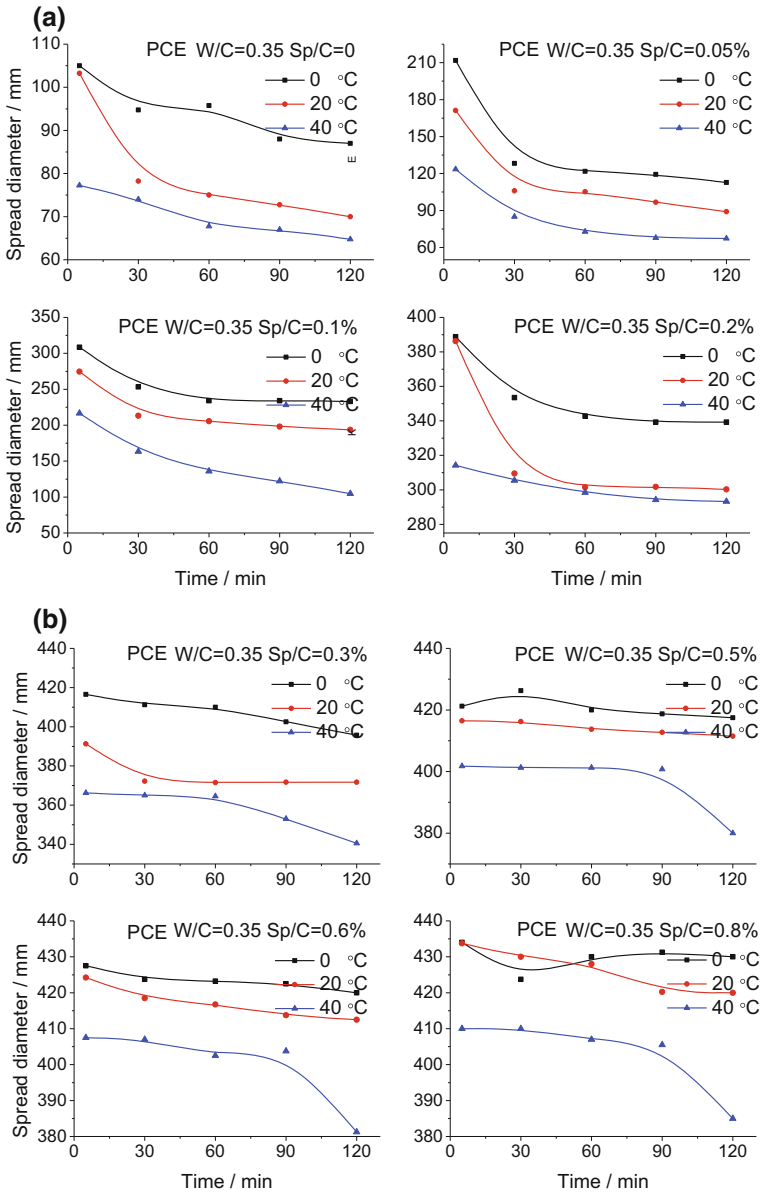 (a)
PCE W/C=0.35 Sp/C=0
0 °C
20 °C
40 °C
Spread diameter / mm
110
100
90
80
70
60
0 30 60 90 120
E
PCE W/C=0.35 Sp/C=0.05%
0 °C
20 °C
40 °C
210
180
150
120
90
60
0 30 60 90 120
PCE W/C=0.35 Sp/C=0.1%
0 °C
20 °C
40 °C
Spread diameter / mm
350
300
250
200
150
100
50
0 30 60 90 120
Time / min
PCE W/C=0.35 Sp/C=0.2%
0 °C
20 °C
40 °C
400
380
360
340
320
300
280
0 30 60 90 120
Time / min
(b)
PCE W/C=0.35 Sp/C=0.3%
0 °C
20 °C
40 °C
Spread diameter / mm
440
420
400
380
360
340
0 30 60 90 120
PCE W/C=0.35 Sp/C=0.5%
0 °C
20 °C
40 °C
440
420
400
380
0 30 60 90 120
PCE W/C=0.35 Sp/C=0.6%
0 °C
20 °C
40 °C
Spread diameter / mm
440
430
420
410
400
390
380
0 30 60 90 120
Time / min
PCE W/C=0.35 Sp/C=0.8%
0 °C
20 °C
40 °C
440
430
420
410
400
390
380
0 30 60 90 120
Time / min